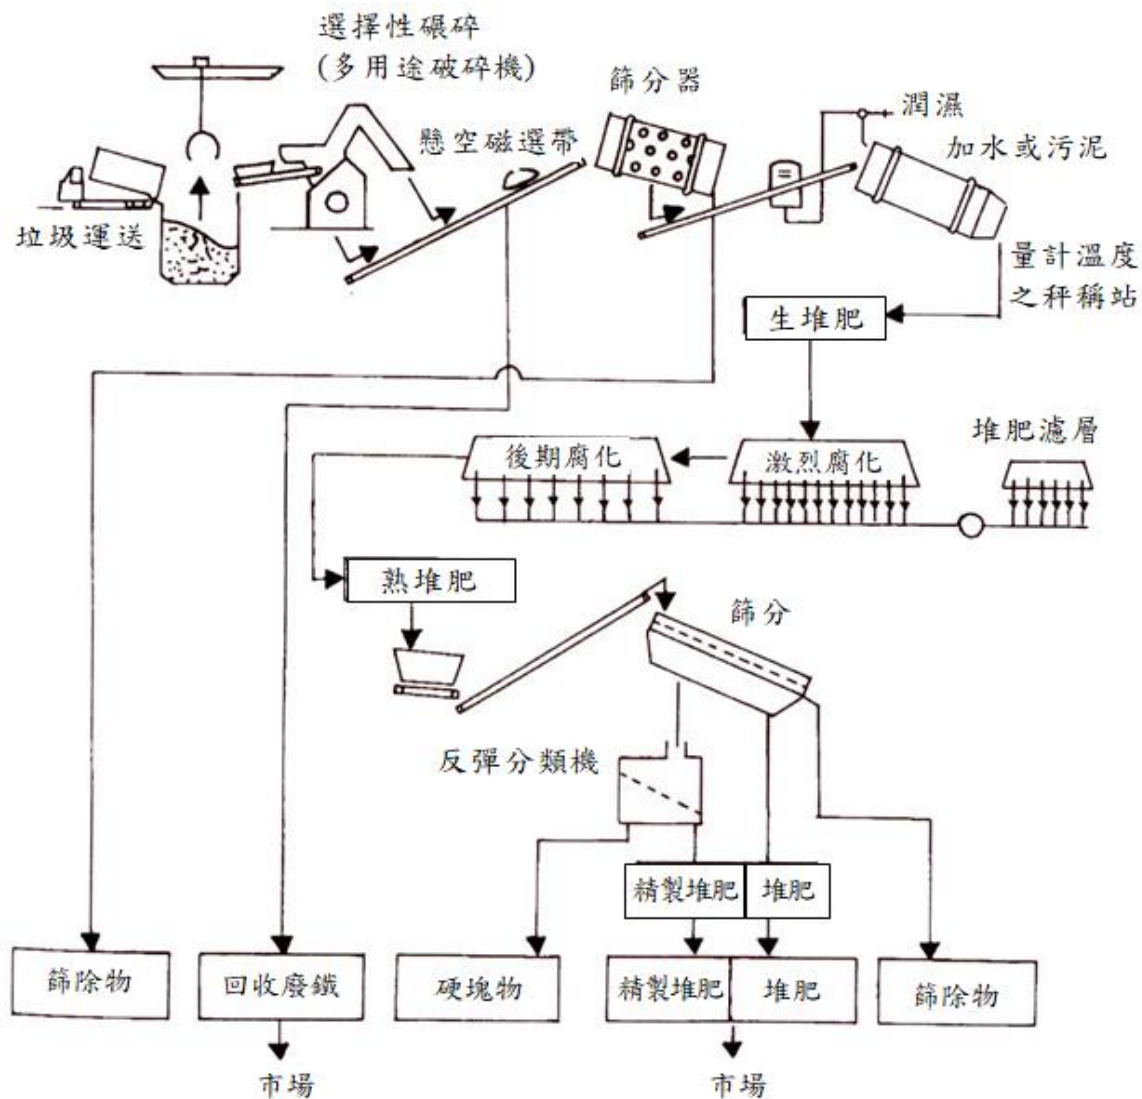 選擇性碾碎
(多用途破碎機)
篩分器
潤濕
懸空磁選帶
加水或污泥
垃圾運送
量計溫度
之秤稱站
生堆肥
堆肥濾層
後期腐化
激烈腐化
熟堆肥
篩分
反彈分類機
精製堆肥
堆肥
篩除物
回收廢鐵
硬塊物
精製堆肥
堆肥
篩除物
市場
市場